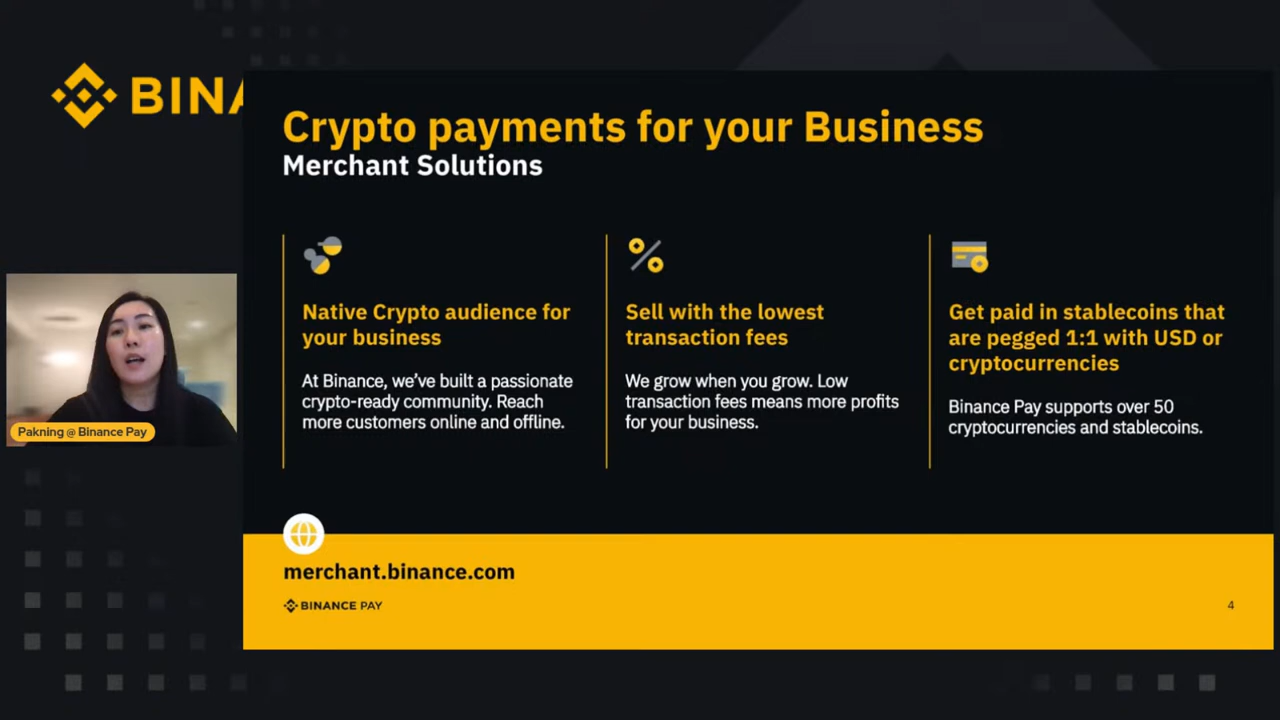 BINA
Crypto payments for your Business
Merchant Solutions
Native Crypto audience for
your business
At Binance, we've built a passionate
crypto-ready community. Reach
more customers online and offline.
Sell with the lowest
transaction fees
We grow when you grow. Low
transaction fees means more profits
for your business.
Get paid in stablecoins that
are pegged 1:1 with USD or
cryptocurrencies
Binance Pay supports over 50
cryptocurrencies and stablecoins.
Pakning @ Binance Pay
merchant.binance.com
BINANCE PAY
4